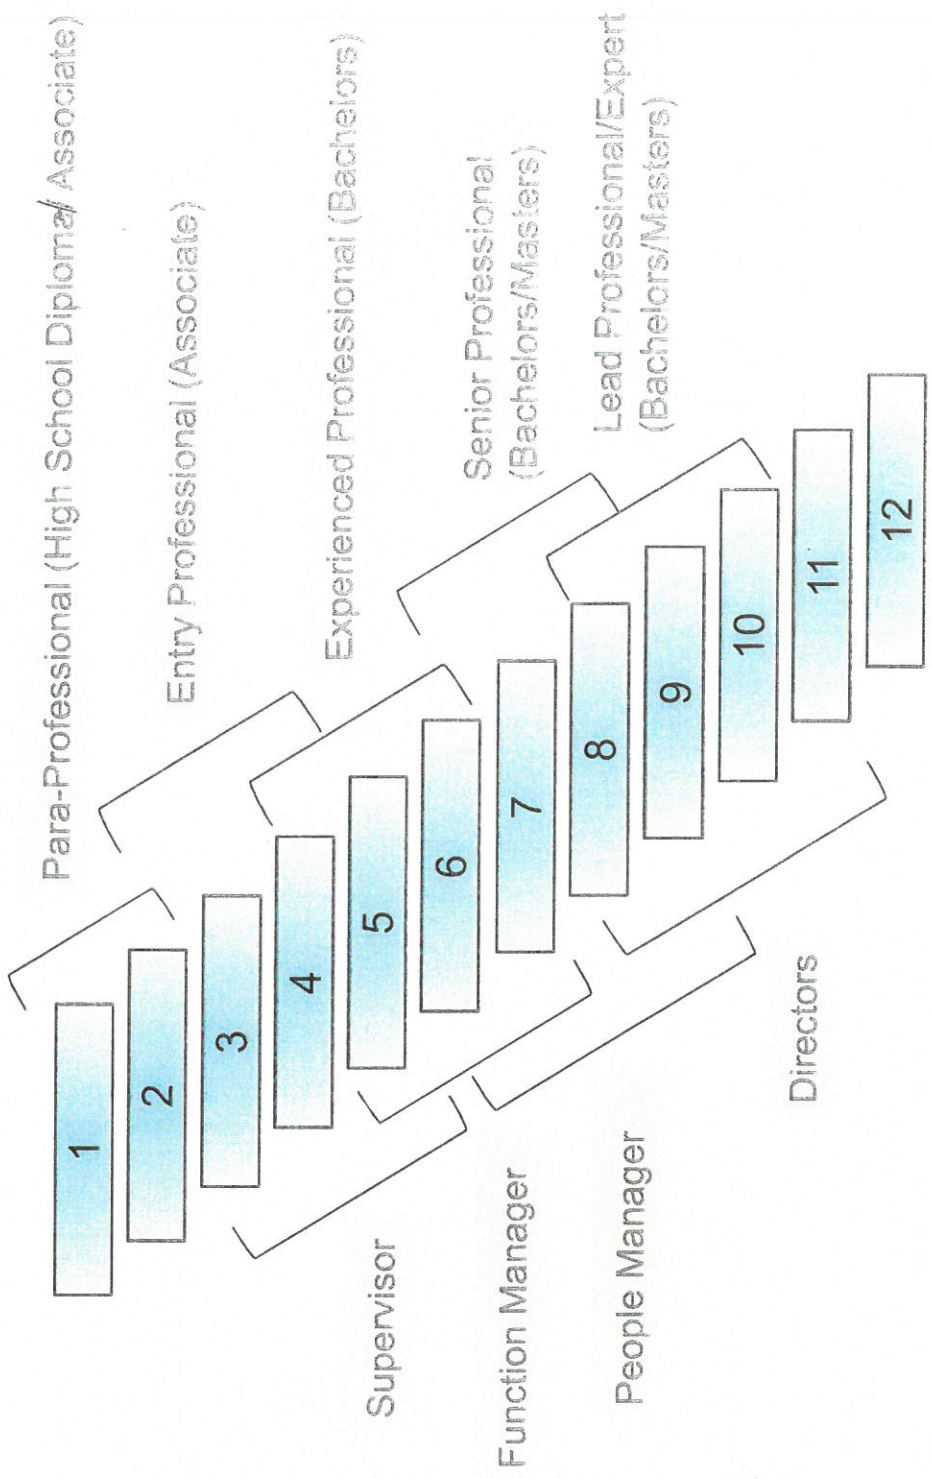 Para-Professional (High School Diploma/ Associate)
1
2
Entry Professional (Associate)
3
4
Experienced Professional (Bachelors)
5
Supervisor
6
Senior Professional
(Bachelors/Masters)
7
Function Manager
8
Lead Professional/Expert
(Bachelors/Masters)
People Manager
9
10
Directors
11
12